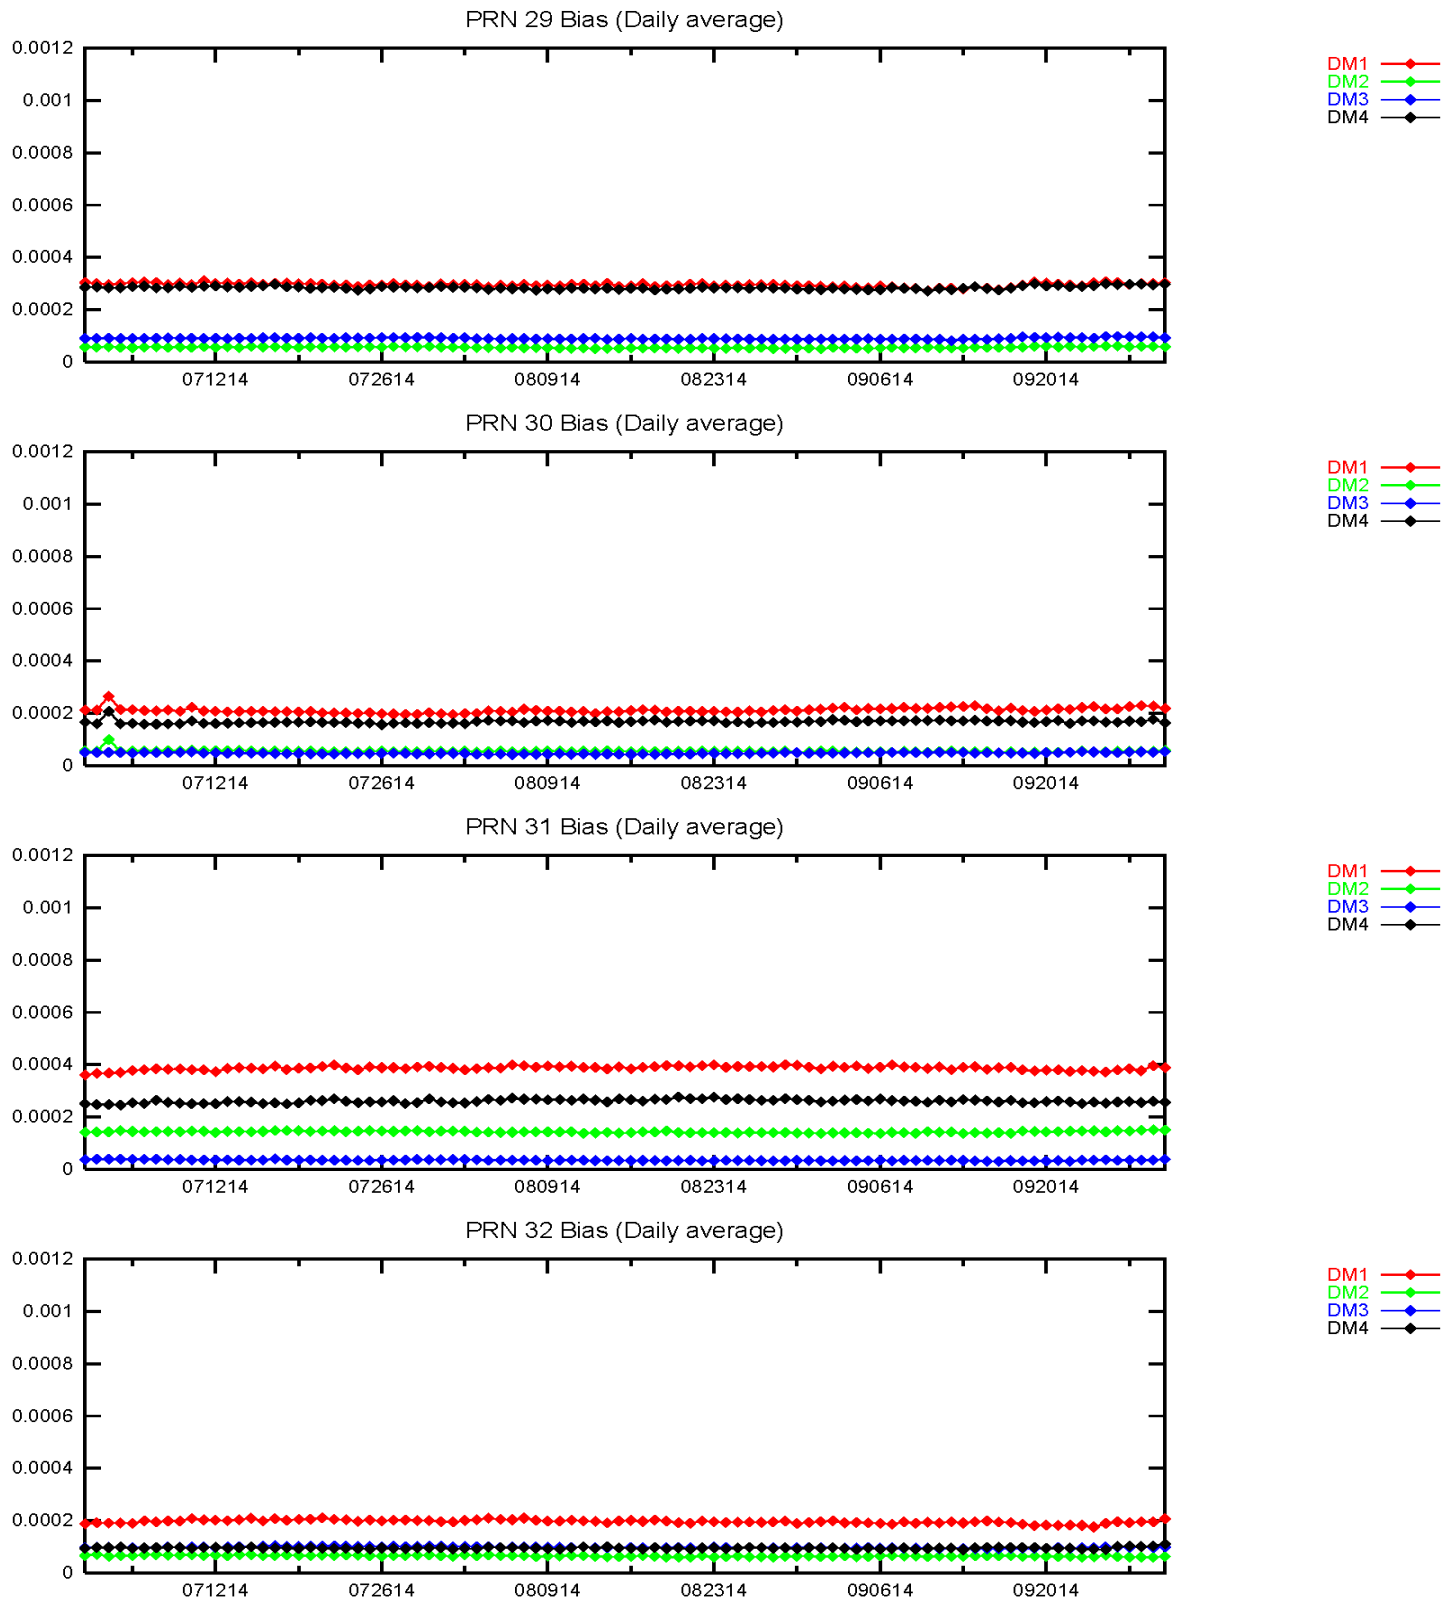 PRN 29 Bias (Daily average)
0.0012
0.001
0.0008
0.0006
0.0004
0.0002
0
071214 072614 080914 082314 090614 092014
DM1
DM2
DM3
DM4
PRN 30 Bias (Daily average)
0.0012
0.001
0.0008
0.0006
0.0004
0.0002
0
071214 072614 080914 082314 090614 092014
DM1
DM2
DM3
DM4
PRN 31 Bias (Daily average)
0.0012
0.001
0.0008
0.0006
0.0004
0.0002
0
071214 072614 080914 082314 090614 092014
DM1
DM2
DM3
DM4
PRN 32 Bias (Daily average)
0.0012
0.001
0.0008
0.0006
0.0004
0.0002
0
071214 072614 080914 082314 090614 092014
DM1
DM2
DM3
DM4